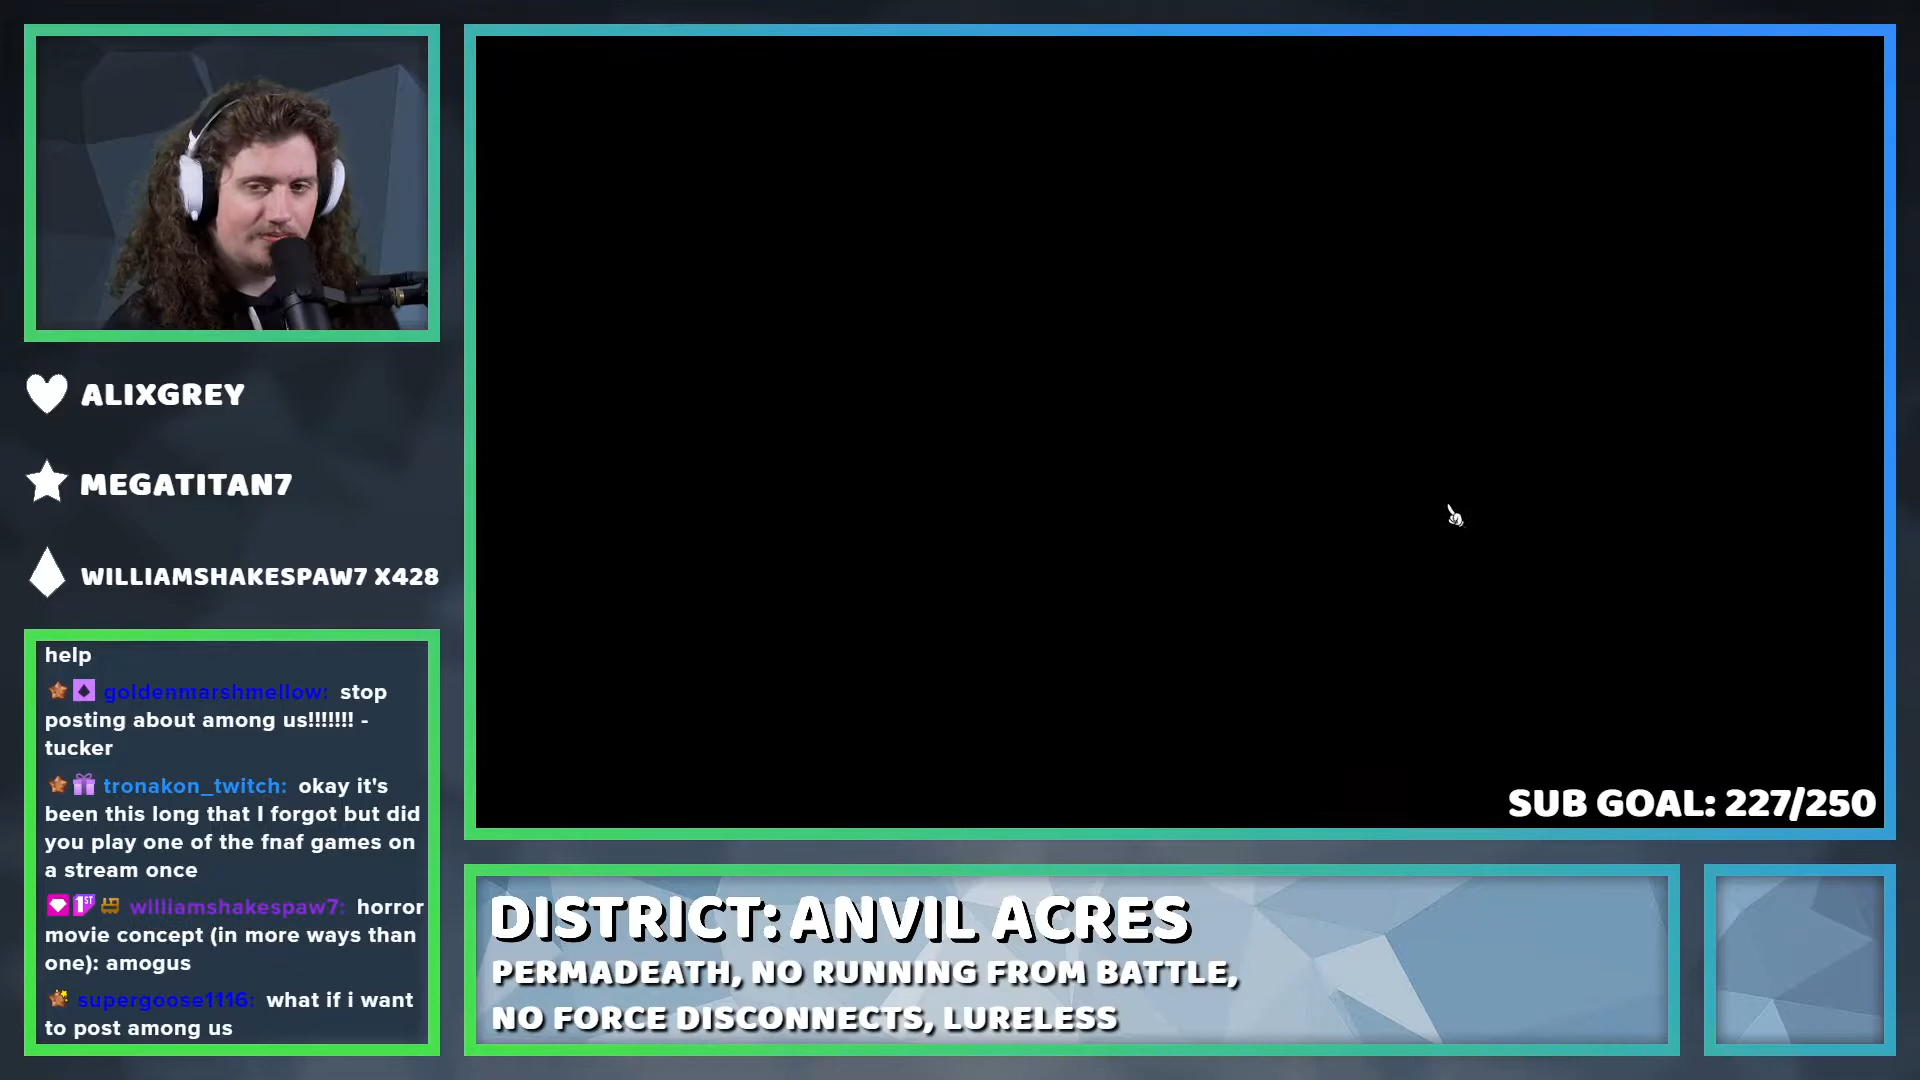 ALIXGREY
MEGATITAN7
WILLIAMSHAKESPAW7 X428
help
goldenmarshmellow: stop
posting about among us!!!!!!! -
tucker
tronakon_twitch: okay it's
been this long that I forgot but did
you play one of the fnaf games on
a stream once
1ST williamshakespaw7: horror
movie concept (in more ways than
one): amogus
supergoose1116: what if i want
to post among us
SUB GOAL: 227/250
DISTRICT: ANVIL ACRES
PERMADEATH, NO RUNNING FROM BATTLE,
NO FORCE DISCONNECTS, LURELESS